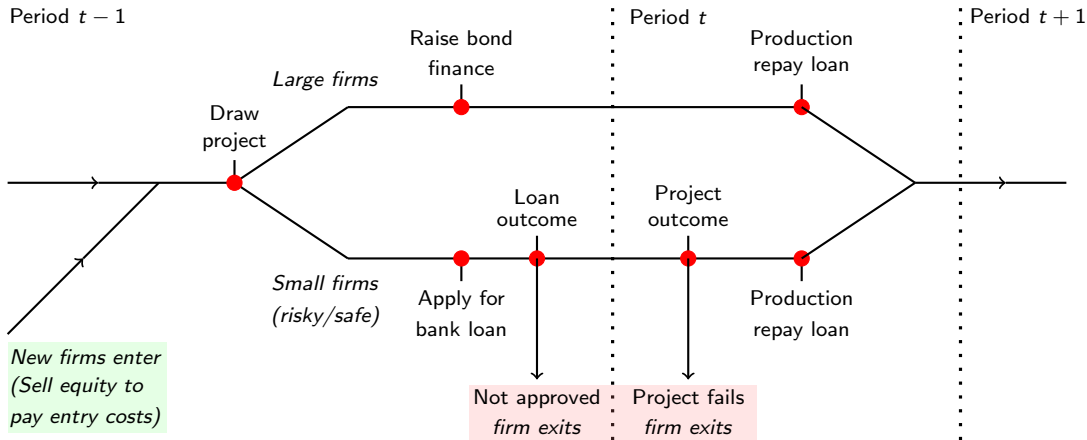 Period t − 1
Period t
Period t + 1
Raise bond
finance
Production
repay loan
Large firms
Draw
project
Loan
outcome
Project
outcome
Small firms
(risky/safe)
Apply for
bank loan
Production
repay loan
New firms enter
(Sell equity to
pay entry costs)
Not approved
firm exits
Project fails
firm exits